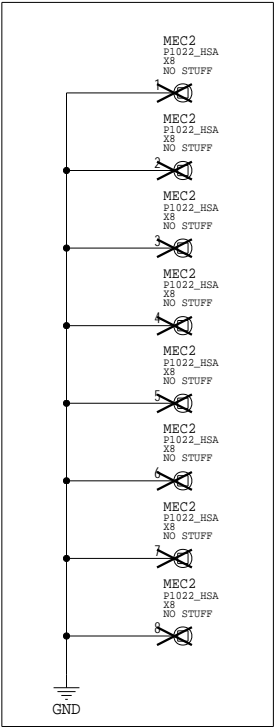 MEC2
P1022_HSA
X8
NO STUFF
1
MEC2
P1022_HSA
X8
NO STUFF
2
MEC2
P1022_HSA
X8
NO STUFF
3
MEC2
P1022_HSA
X8
NO STUFF
4
MEC2
P1022_HSA
X8
NO STUFF
5
MEC2
P1022_HSA
X8
NO STUFF
6
MEC2
P1022_HSA
X8
NO STUFF
7
MEC2
P1022_HSA
X8
NO STUFF
8
GND